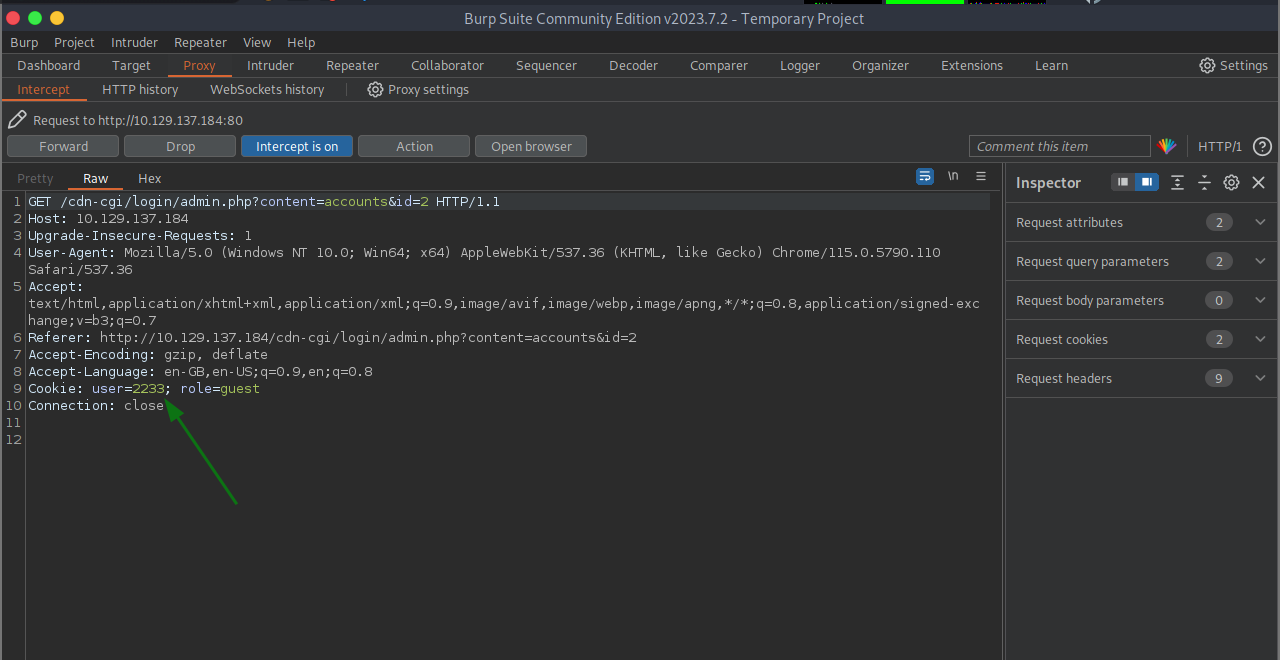 Burp Suite Community Edition v2023.7.2 - Temporary Project
Burp Project Intruder Repeater View Help
Dashboard Target Proxy Intruder Repeater Collaborator Sequencer Decoder Comparer Logger Organizer Extensions Learn Settings
Intercept HTTP history WebSockets history Proxy settings
Request to http://10.129.137.184:80
Forward Drop Intercept is on Action Open browser Comment this item HTTP/1 ?
Pretty Raw Hex \n
1 GET /cdn-cgi/login/admin.php?content=accounts&id=2 HTTP/1.1
2 Host: 10.129.137.184
3 Upgrade-Insecure-Requests: 1
4 User-Agent: Mozilla/5.0 (Windows NT 10.0; Win64; x64) AppleWebKit/537.36 (KHTML, like Gecko) Chrome/115.0.5790.110
Safari/537.36
5 Accept:
text/html,application/xhtml+xml,application/xml;q=0.9,image/avif,image/webp,image/apng,*/*;q=0.8,application/signed-exc
hange;v=b3;q=0.7
6 Referer: http://10.129.137.184/cdn-cgi/login/admin.php?content=accounts&id=2
7 Accept-Encoding: gzip, deflate
8 Accept-Language: en-GB,en-US;q=0.9,en;q=0.8
9 Cookie: user=2233; role=guest
10 Connection: close
11
12
Inspector
Request attributes 2
Request query parameters 2
Request body parameters 0
Request cookies 2
Request headers 9